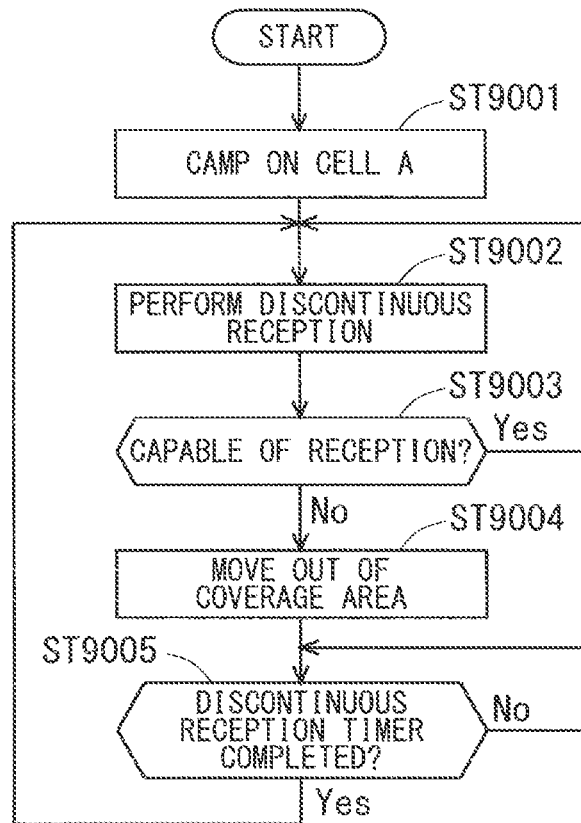 START
ST9001
CAMP ON CELL A
ST9002
PERFORM DISCONTINUOUS
RECEPTION
ST9003
CAPABLE OF RECEPTION?
Yes
No
ST9004
MOVE OUT OF
COVERAGE AREA
ST9005
DISCONTINUOUS
RECEPTION TIMER
COMPLETED?
No
Yes